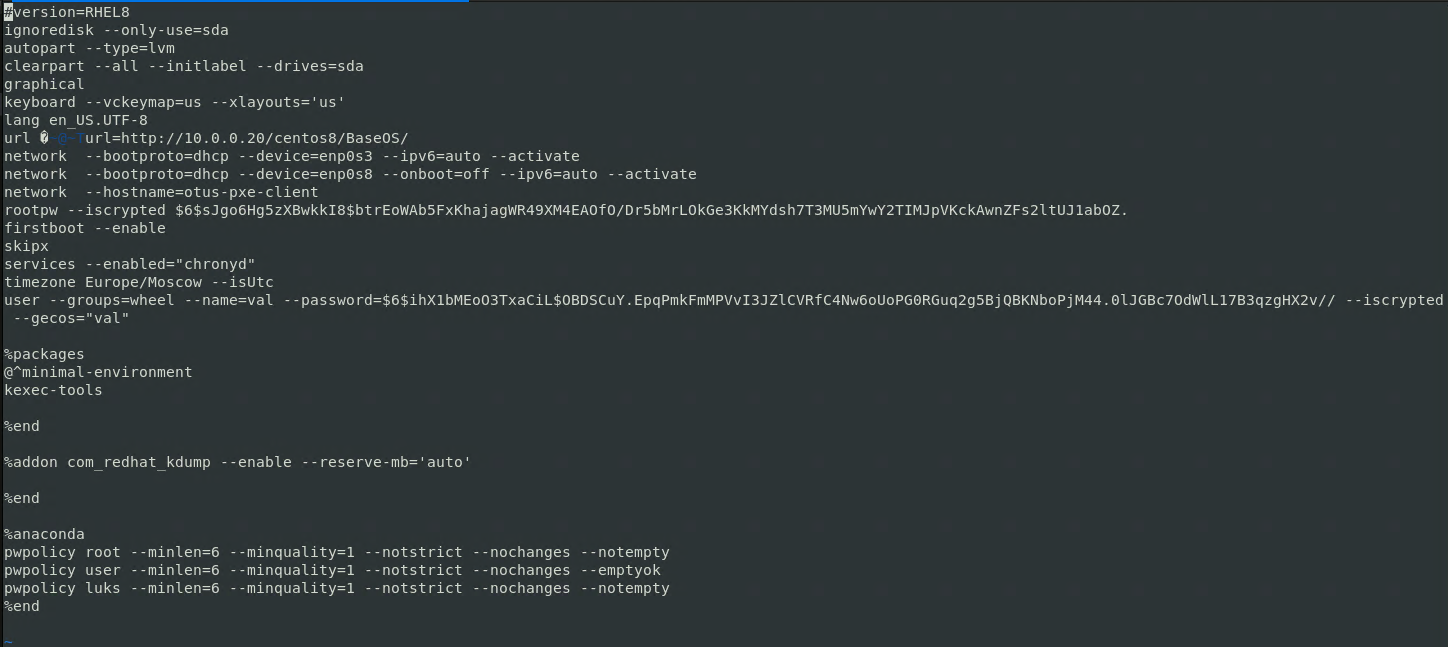 #version=RHEL8
ignoredisk --only-use=sda
autopart --type=lvm
clearpart --all --initlabel --drives=sda
graphical
keyboard --vckeymap=us --xlayouts='us'
lang en_US.UTF-8
url �~@~Turl=http://10.0.0.20/centos8/BaseOS/
network  --bootproto=dhcp --device=enp0s3 --ipv6=auto --activate
network  --bootproto=dhcp --device=enp0s8 --onboot=off --ipv6=auto --activate
network  --hostname=otus-pxe-client
rootpw --iscrypted $6$sJgo6Hg5zXBwkkI8$btrEoWAb5FxKhajagWR49XM4EAOfO/Dr5bMrLOkGe3KkMYdsh7T3MU5mYwY2TIMJpVKckAwnZFs2ltUJ1abOZ.
firstboot --enable
skipx
services --enabled="chronyd"
timezone Europe/Moscow --isUtc
user --groups=wheel --name=val --password=$6$ihX1bMEoO3TxaCiL$OBDSCuY.EpqPmkFmMPVvI3JZlCVRfC4Nw6oUoPG0RGuq2g5BjQBKNboPjM44.0lJGBc7OdWlL17B3qzgHX2v// --iscrypted
--gecos="val"
%packages
@^minimal-environment
kexec-tools
%end
%addon com_redhat_kdump --enable --reserve-mb='auto'
%end
%anaconda
pwpolicy root --minlen=6 --minquality=1 --notstrict --nochanges --notempty
pwpolicy user --minlen=6 --minquality=1 --notstrict --nochanges --emptyok
pwpolicy luks --minlen=6 --minquality=1 --notstrict --nochanges --notempty
%end
~